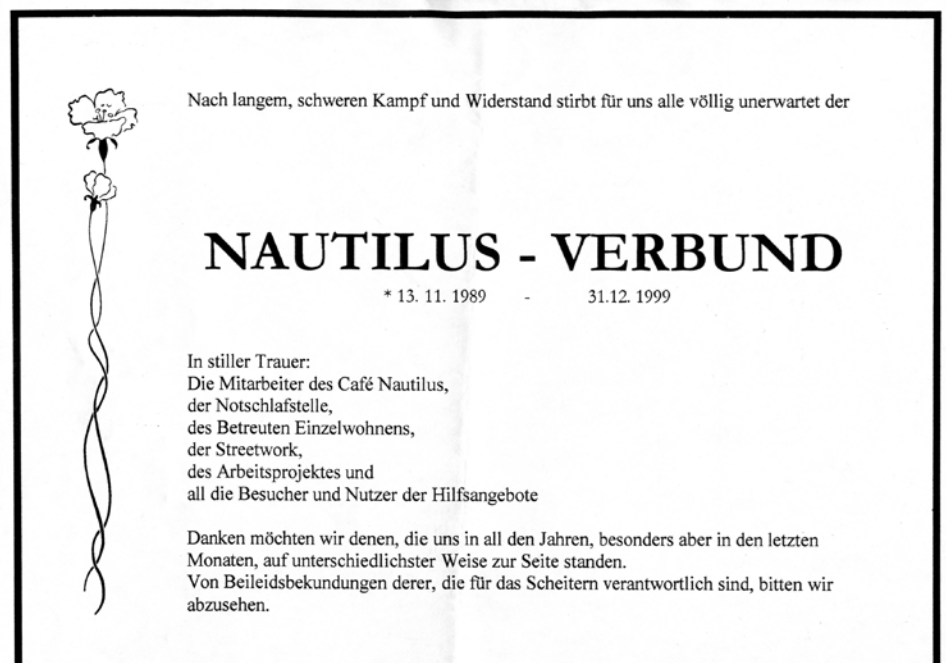 Nach langem, schweren Kampf und Widerstand stirbt für uns alle völlig unerwartet der
NAUTILUS - VERBUND
* 13. 11. 1989 - 31.12. 1999
In stiller Trauer:
Die Mitarbeiter des Café Nautilus,
der Notschlafstelle,
des Betreuten Einzelwohnens,
der Streetwork,
des Arbeitsprojektes und
all die Besucher und Nutzer der Hilfsangebote
Danken möchten wir denen, die uns in all den Jahren, besonders aber in den letzten
Monaten, auf unterschiedlichster Weise zur Seite standen.
Von Beileidsbekundungen derer, die für das Scheitern verantwortlich sind, bitten wir
abzusehen.